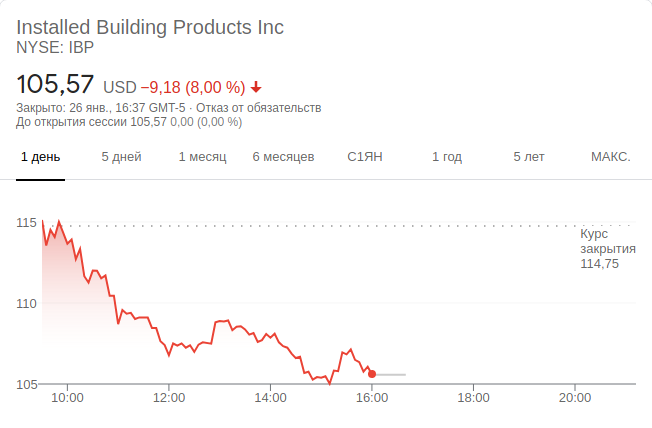 Installed Building Products Inc
NYSE: IBP
105,57 USD −9,18 (8,00 %)
Закрыто: 26 янв., 16:37 GMT-5 · Отказ от обязательств
До открытия сессии 105,57 0,00 (0,00 %)
1 день 5 дней 1 месяц 6 месяцев С1ЯН 1 год 5 лет МАКС.
115
Курс
закрытия
114,75
110
105
10:00 12:00 14:00 16:00 18:00 20:00